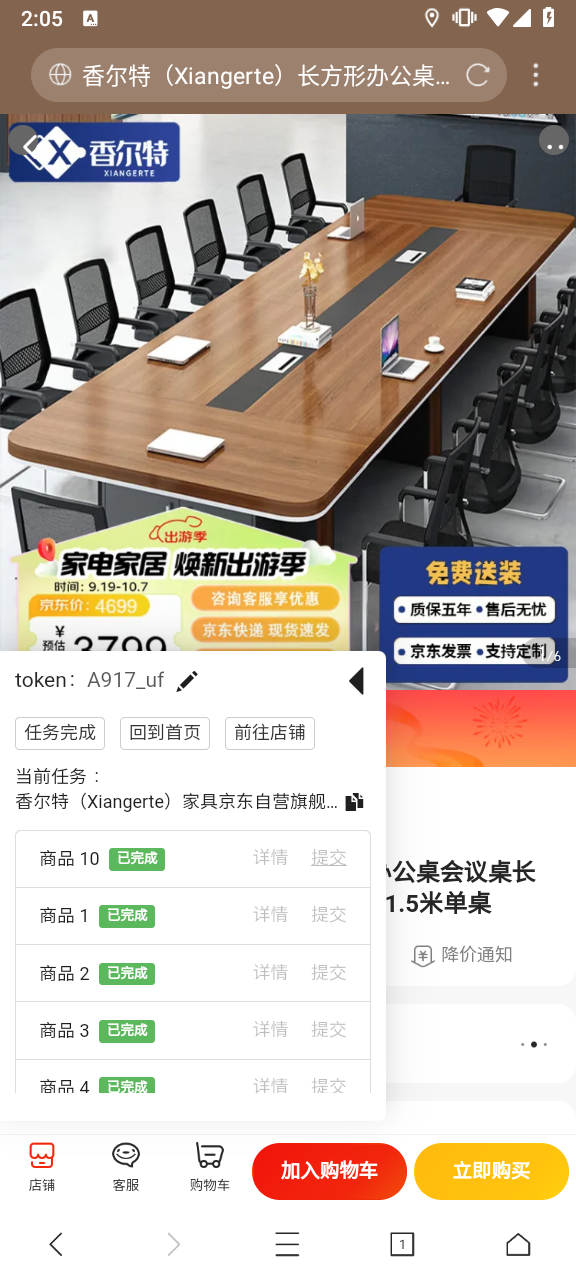 2:05
A
香尔特（Xiangerte）长方形办公桌…
X 香尔特
XIANGERTE
出游季
家电家居 焕新出游季
时间: 9.19-10.7
京东价: 4699
咨询客服享优惠
¥
预估
3799
京东快递 现货速发
免费送装
•质保五年 •售后无忧
•京东发票 •支持定制
/6
token: A917_uf
任务完成 回到首页 前往店铺
当前任务：
香尔特（Xiangerte）家具京东自营旗舰…
商品 10 已完成 详情 提交
商品 1 已完成 详情 提交
商品 2 已完成 详情 提交
商品 3 已完成 详情 提交
商品 4 已完成 详情 提交
公桌会议桌长
1.5米单桌
降价通知
店铺 客服 购物车 加入购物车 立即购买
1